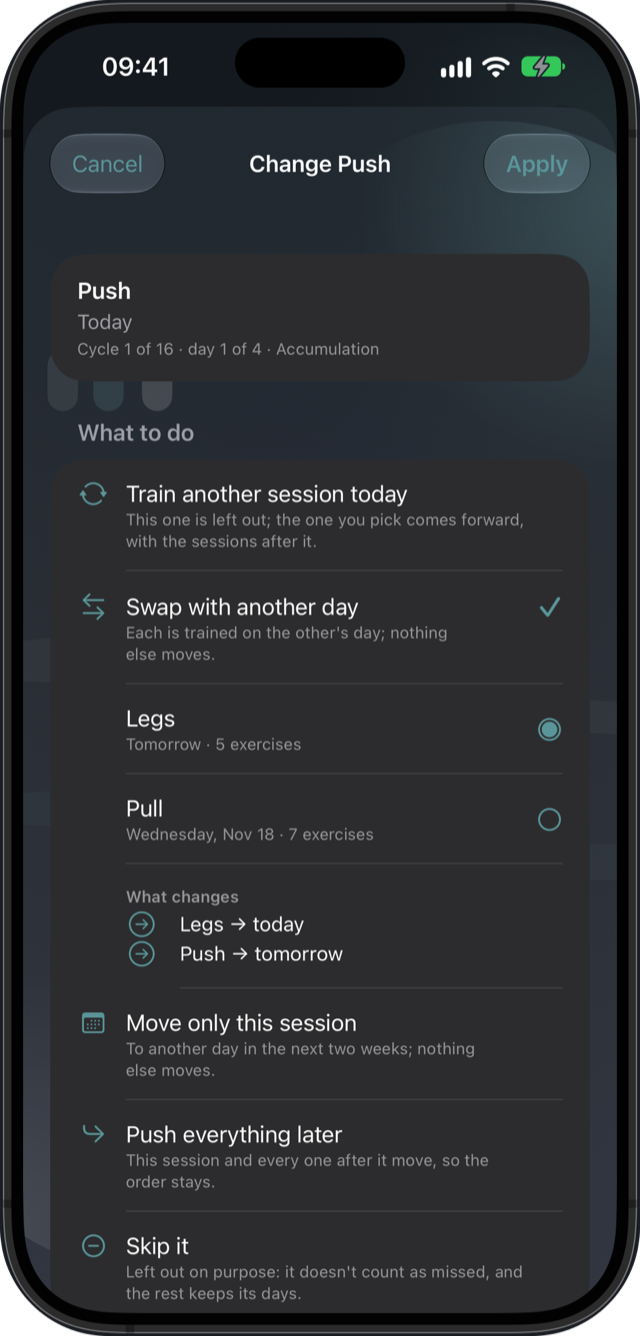 09:41
Cancel
Change Push
Apply
Push
Today
Cycle 1 of 16 · day 1 of 4 · Accumulation
What to do
Train another session today
This one is left out; the one you pick comes forward,
with the sessions after it.
Swap with another day
Each is trained on the other's day; nothing
else moves.
Legs
Tomorrow · 5 exercises
Pull
Wednesday, Nov 18 · 7 exercises
What changes
Legs → today
Push → tomorrow
Move only this session
To another day in the next two weeks; nothing
else moves.
Push everything later
This session and every one after it move, so the
order stays.
Skip it
Left out on purpose: it doesn't count as missed, and
the rest keeps its days.